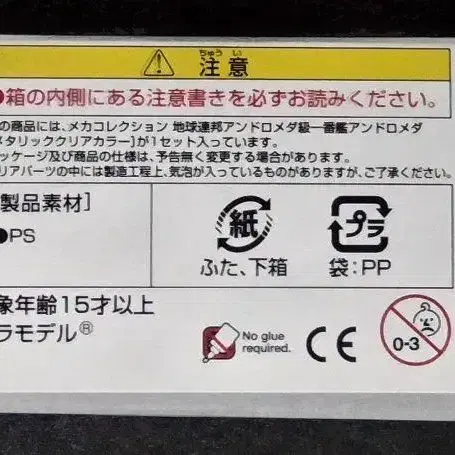 ちゅう い
注意
●箱の内側にある注意書きを必ずお読みください。
の商品には、メカコレクション 地球連邦アンドロメダ級一番艦アンドロメダ
メタリッククリアカラー]が1セット入っています。
ッケージ及び商品の仕様は、予告無く変更する場合があります。
リアパーツの中には製造工程上、気泡が入っているものがありますが、ご了承ください。
製品素材]
●PS
紙
ふた、下箱
プラ
袋:PP
象年齢15才以上
ラモデル®
No glue
required.
CE
0-3